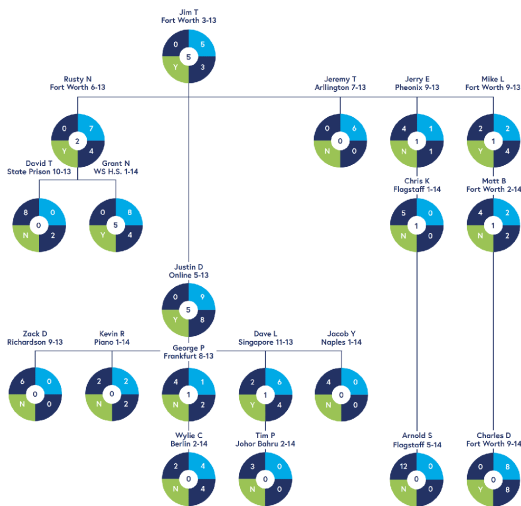 Jim T
Fort Worth 3-13
0 5
5
Y 3
Rusty N
Fort Worth 6-13
Jeremy T
Arllington 7-13
Jerry E
Pheonix 9-13
Mike L
Fort Worth 9-13
0 7
2
Y 4
0 6
0
N 0
4 1
1
N 1
2 2
1
Y 4
David T
State Prison 10-13
Grant N
WS H.S. 1-14
Chris K
Flagstaff 1-14
Matt B
Fort Worth 2-14
8 0
0
N 2
0 8
5
Y 4
5 0
1
N 0
4 2
1
Y 2
Justin D
Online 5-13
0 9
5
Y 8
Zack D
Richardson 9-13
Kevin R
Plano 1-14
George P
Frankfurt 8-13
Dave L
Singapore 11-13
Jacob Y
Naples 1-14
6 0
0
N 0
2 2
0
N 2
4 1
1
N 2
2 6
1
Y 4
4 0
0
N 0
Wylie C
Berlin 2-14
Tim P
Johor Bahru 2-14
Arnold S
Flagstaff 5-14
Charles D
Fort Worth 9-14
2 4
0
N 4
3 0
0
N 0
12 0
0
N 0
0 8
0
Y 8